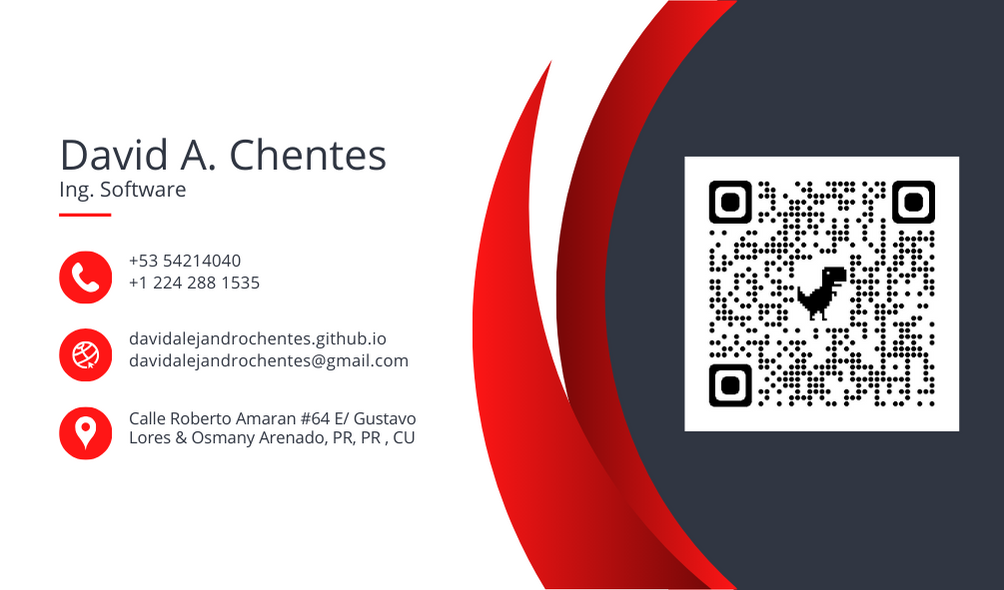 David A. Chentes
Ing. Software
+53 54214040
+1 224 288 1535
davidalejandrochentes.github.io
davidalejandrochentes@gmail.com
Calle Roberto Amaran #64 E/ Gustavo
Lores & Osmany Arenado, PR, PR , CU